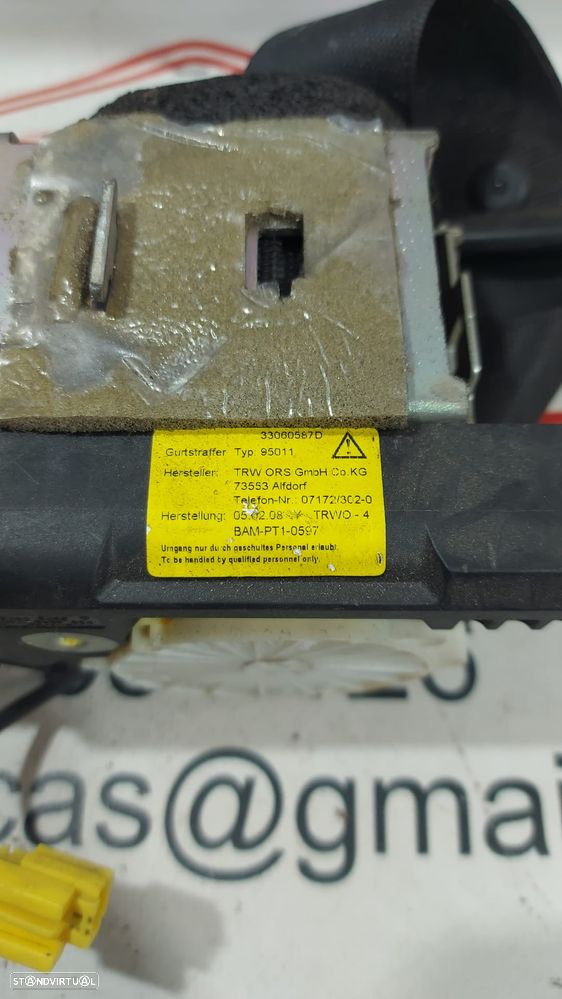 33060587D
Gurtstraffer Typ 95011
Hersteller: TRW ORS GmbH Co.KG
73553 Alfdorf
Telefon-Nr.: 07172/302-0
Herstellung: 05.02.08 TRWO - 4
BAM-PT1-0597
Umgang nur durch geschultes Personal erlaubt.
To be handled by qualified personnel only.
cas@gmai
STANDVIRTUAL